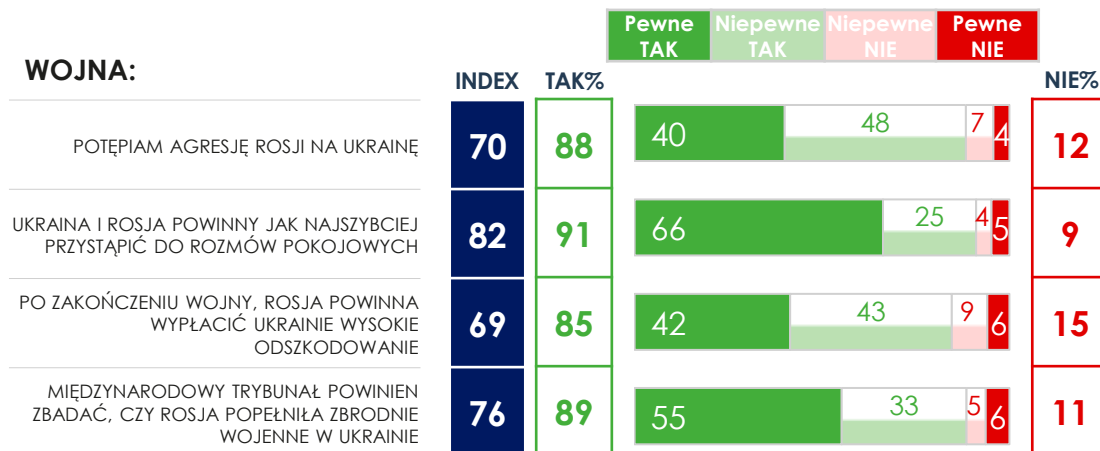 Pewne Niepewne Niepewne Pewne
TAK TAK NIE NIE
WOJNA:
INDEX TAK% NIE%
POTĘPIAM AGRESJĘ ROSJI NA UKRAINĘ 70 88 40 48 7 4 12
UKRAINA I ROSJA POWINNY JAK NAJSZYBCIEJ
PRZYSTĄPIĆ DO ROZMÓW POKOJOWYCH 82 91 66 25 4 5 9
PO ZAKOŃCZENIU WOJNY, ROSJA POWINNA
WYPŁACIĆ UKRAINIE WYSOKIE
ODSZKODOWANIE 69 85 42 43 9 6 15
MIĘDZYNARODOWY TRYBUNAŁ POWINIEN
ZBADAĆ, CZY ROSJA POPEŁNIŁA ZBRODNIE
WOJENNE W UKRAINIE 76 89 55 33 5 6 11